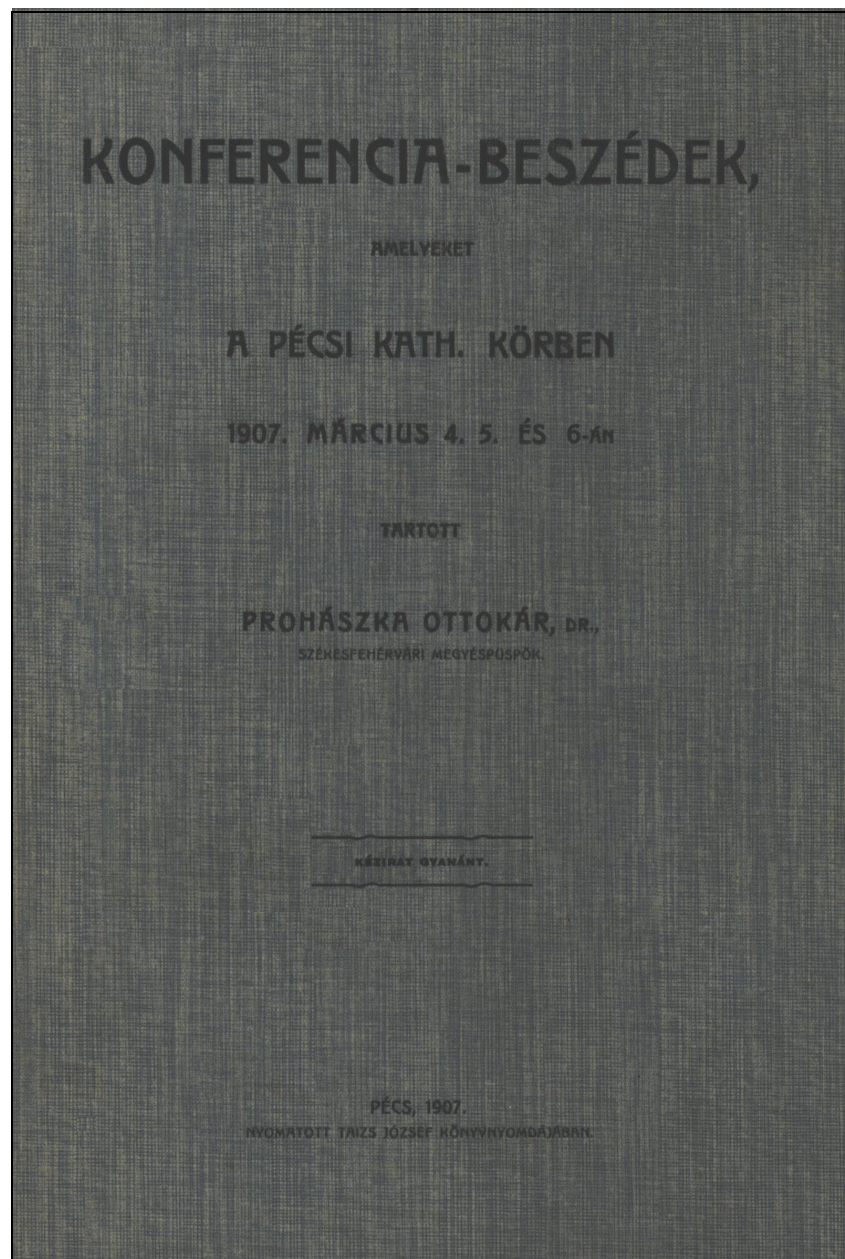 KONFERENCIA-BESZÉDEK,
AMELYEKET
A PÉCSI KATH. KÖRBEN
1907. MÁRCIUS 4. 5. ÉS 6-ÁN
TARTOTT
PROHÁSZKA OTTOKÁR, DR.,
SZÉKESFEHÉRVÁRI MEGYÉSPÜSPÖK.
KÉZIRAT GYANÁNT.
PÉCS, 1907.
NYOMATOTT TAIZS JÓZSEF KÖNYVNYOMDÁJÁBAN.